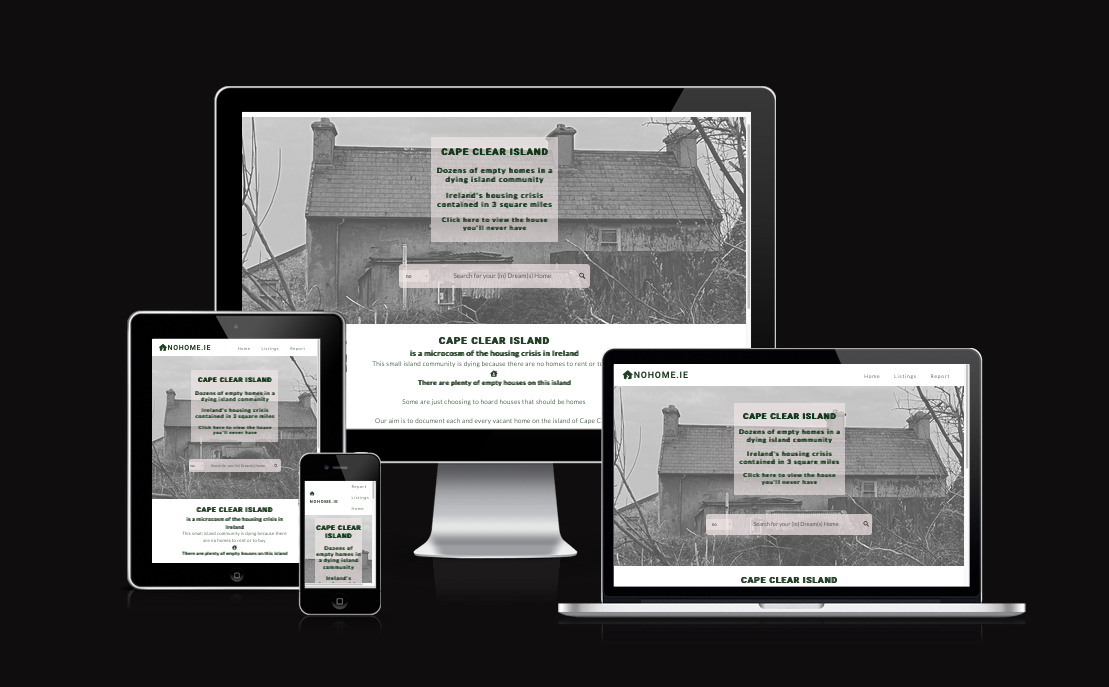 CAPE CLEAR ISLAND
Dozens of empty homes in a
dying island community
Ireland's housing crisis
contained in 3 square miles
Click here to view the house
you'll never have
no
Search for your (in) Dream(s) Home.
CAPE CLEAR ISLAND
is a microcosm of the housing crisis in Ireland
This small island community is dying because there are no homes to rent or to
There are plenty of empty houses on this island
Some are just choosing to hoard houses that should be homes
Our aim is to document each and every vacant home on the island of Cape C
NOHOME.IE
Home Listings Report
CAPE CLEAR ISLAND
Dozens of empty homes in a
dying island community
Ireland's housing crisis
contained in 3 square miles
Click here to view the house
you'll never have
no
Search for your (in) Dream(s) Home.
CAPE CLEAR ISLAND
is a microcosm of the housing crisis in
Ireland
This small island community is dying because there
are no homes to rent or to buy.
There are plenty of empty houses on this island
Report
Listings
NOHOME.IE
Home
CAPE CLEAR
ISLAND
Dozens of
empty homes in
a dying island
community
Ireland's
NOHOME.IE
Home Listings Report
CAPE CLEAR ISLAND
Dozens of empty homes in a
dying island community
Ireland's housing crisis
contained in 3 square miles
Click here to view the house
you'll never have
no
Search for your (in) Dream(s) Home.
CAPE CLEAR ISLAND